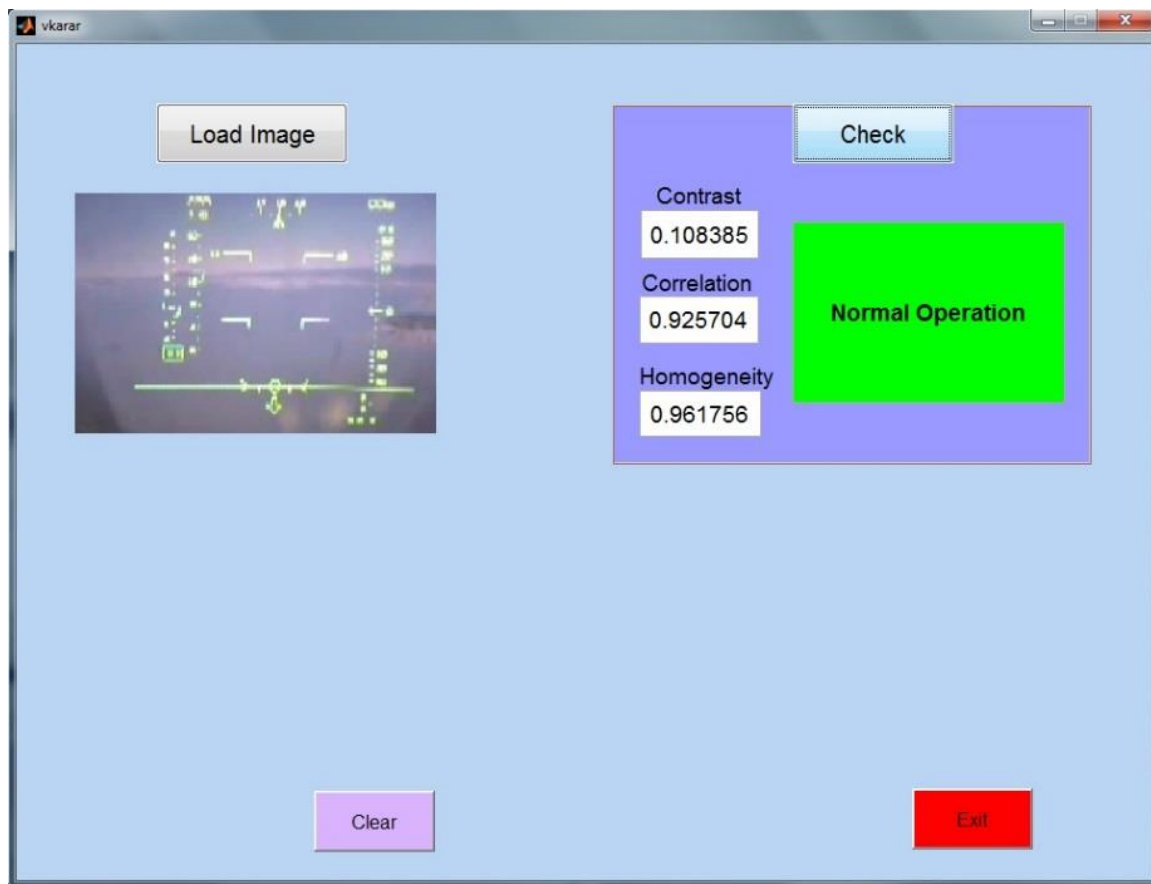 vkarar
Load Image
Check
Contrast
0.108385
Correlation
0.925704
Normal Operation
Homogeneity
0.961756
Clear
Exit